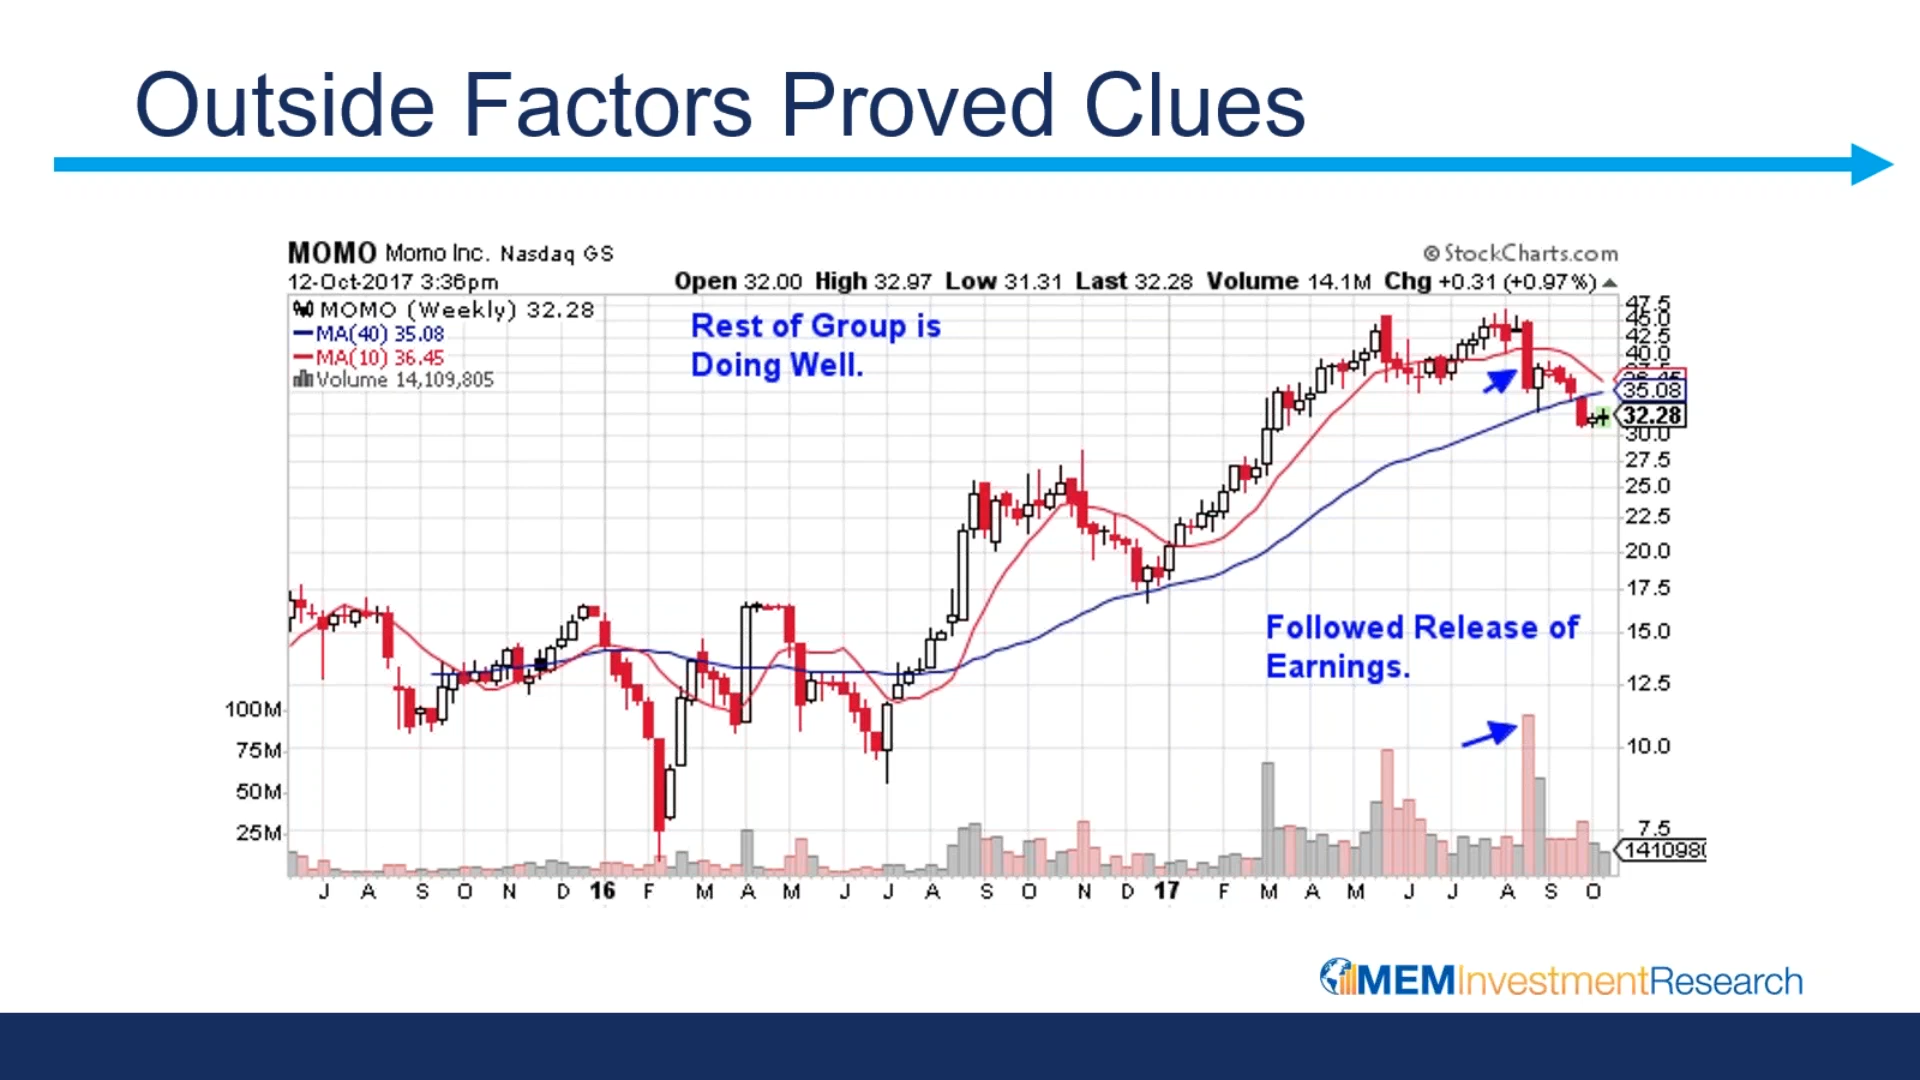 Outside Factors Proved Clues
MOMO Momo Inc. Nasdaq GS
© StockCharts.com
12-Oct-2017 3:36pm
Open 32.00 High 32.97 Low 31.31 Last 32.28 Volume 14.1M Chg +0.31 (+0.97%)
MOMO (Weekly) 32.28
MA(40) 35.08
MA(10) 36.45
Volume 14,109,805
Rest of Group is
Doing Well.
47.5
45.0
42.5
40.0
35.08
32.28
30.0
27.5
25.0
22.5
20.0
17.5
15.0
12.5
10.0
7.5
1410980
Followed Release of
Earnings.
100M
75M
50M
25M
J A S O N D 16 F M A M J J A S O N D 17 F M A M J J A S O
MEMInvestmentResearch